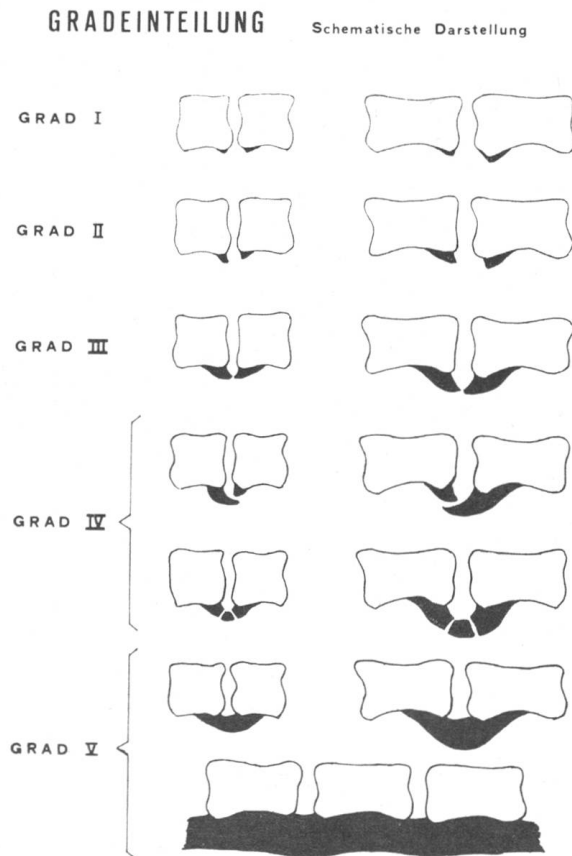 GRADEINTEILUNG Schematische Darstellung
GRAD I
GRAD II
GRAD III
GRAD IV
GRAD V